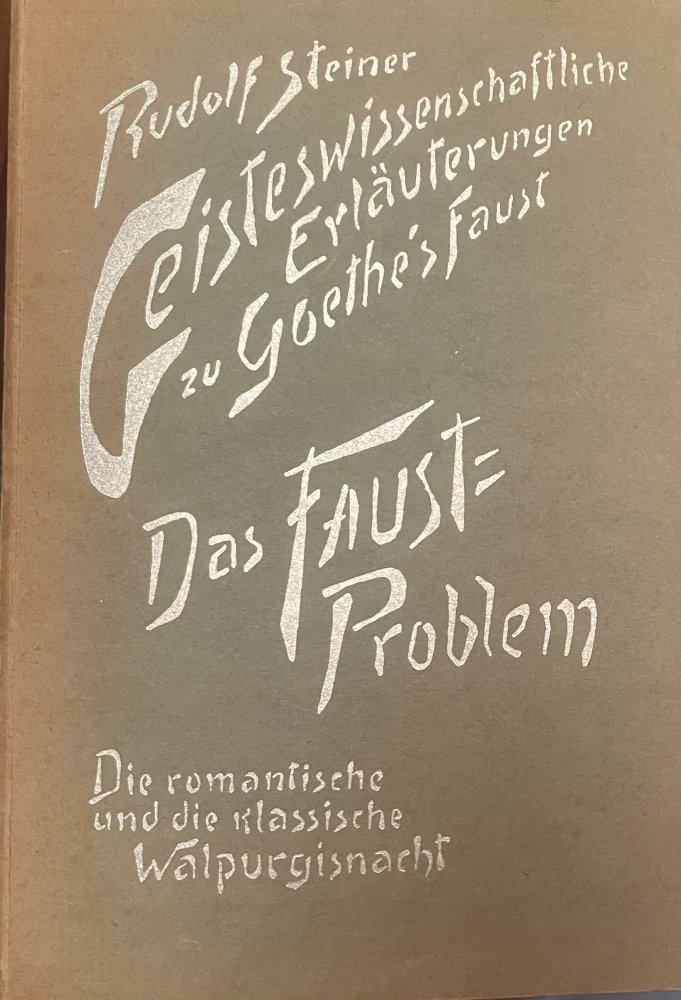 Rudolf Steiner
Geisteswissenschaftliche
Erläuterungen
zu Goethe's Faust
Das FAUST=
Problem
Die romantische
und die klassische
Walpurgisnacht